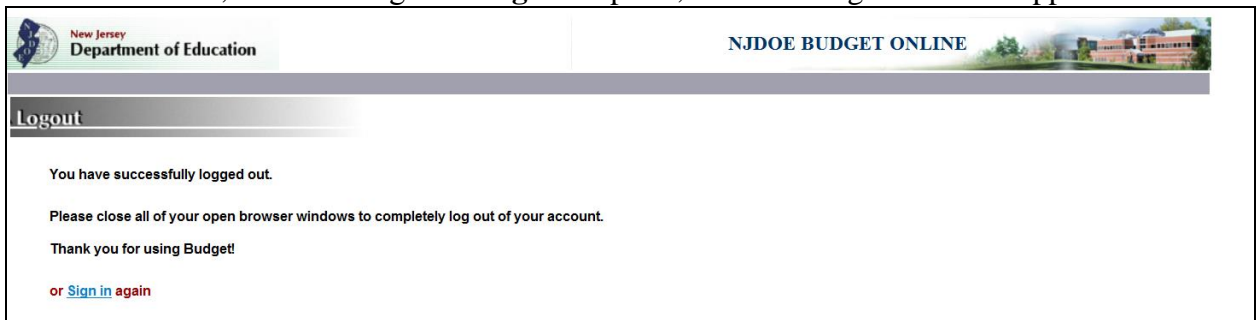 New Jersey
Department of Education
NJDOE BUDGET ONLINE
Logout
You have successfully logged out.
Please close all of your open browser windows to completely log out of your account.
Thank you for using Budget!
or Sign in again